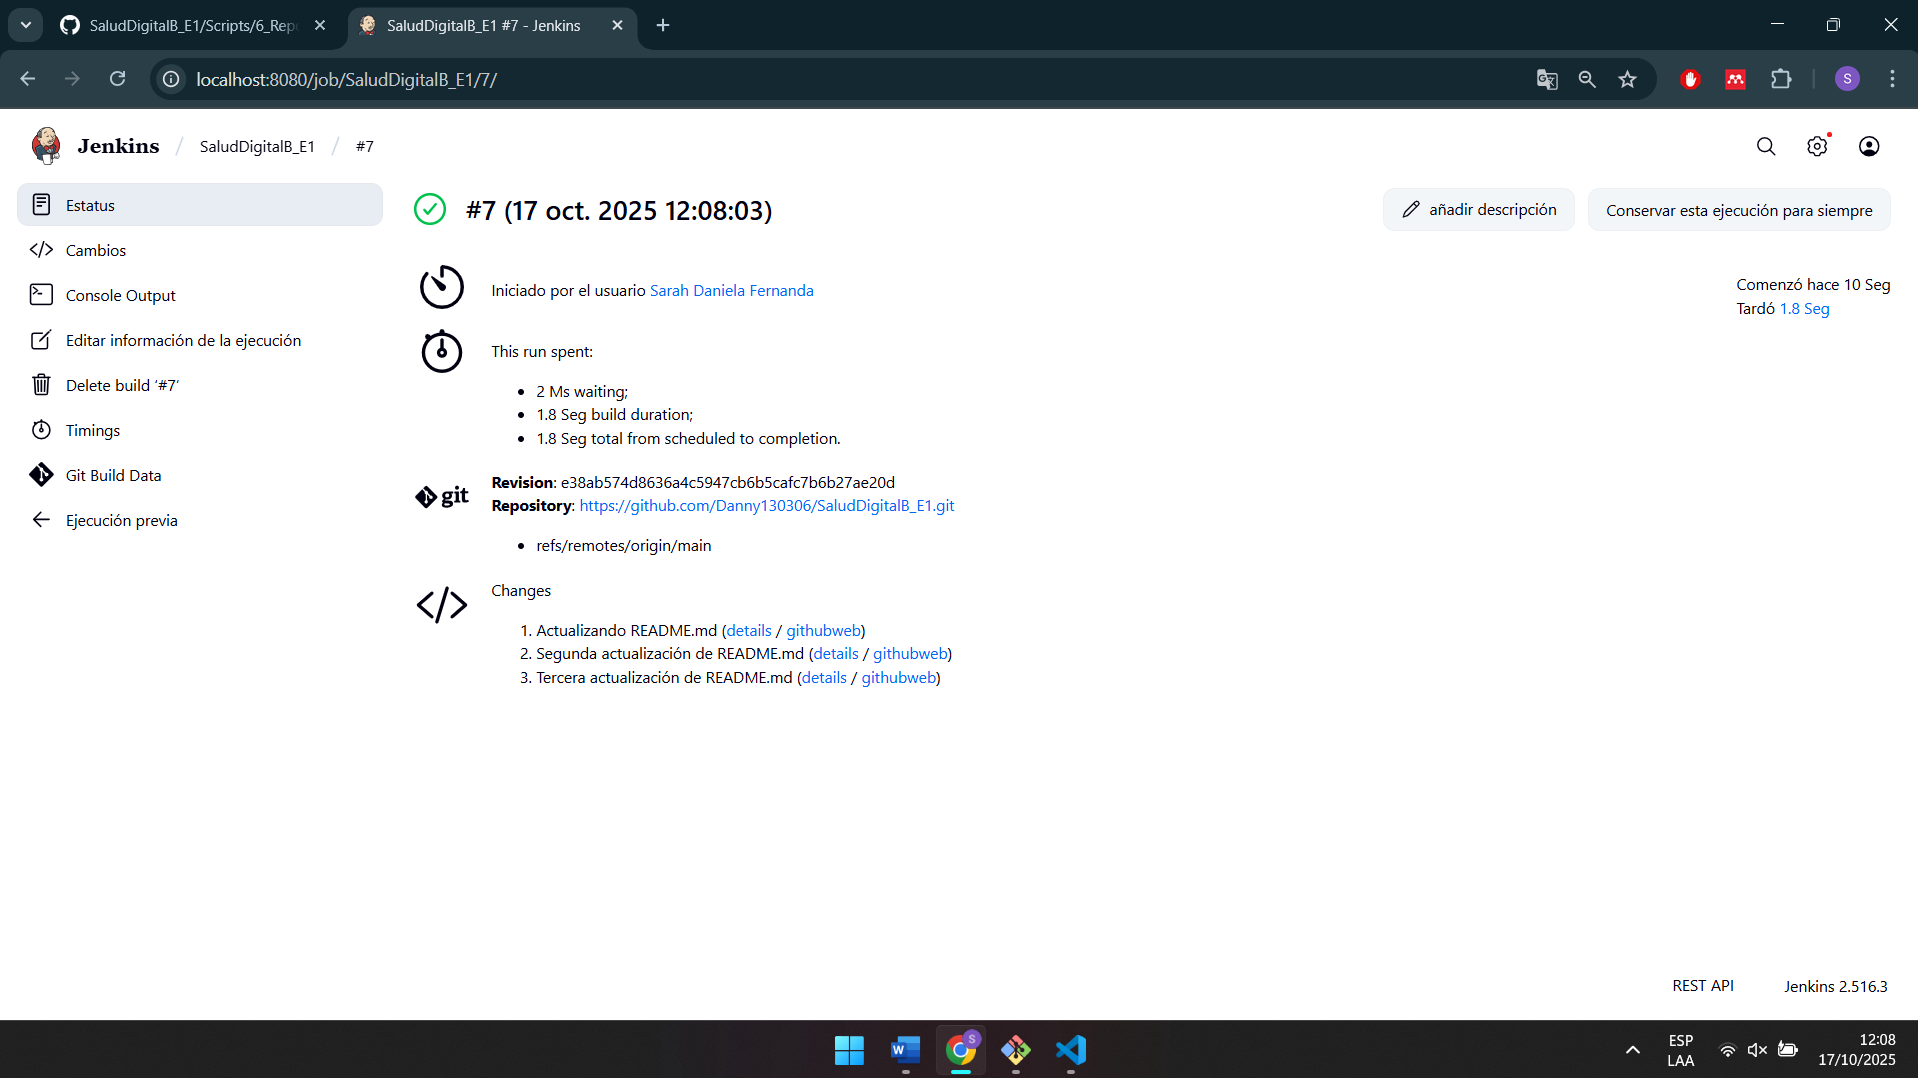 SaludDigitalB_E1/Scripts/6_Rep
SaludDigitalB_E1 #7 - Jenkins
localhost:8080/job/SaludDigitalB_E1/7/
S
Jenkins / SaludDigitalB_E1 / #7
Estatus
Cambios
Console Output
Editar información de la ejecución
Delete build ‘#7’
Timings
Git Build Data
Ejecución previa
#7 (17 oct. 2025 12:08:03)
añadir descripción
Conservar esta ejecución para siempre
Iniciado por el usuario Sarah Daniela Fernanda
Comenzó hace 10 Seg
Tardó 1.8 Seg
This run spent:
• 2 Ms waiting;
• 1.8 Seg build duration;
• 1.8 Seg total from scheduled to completion.
git
Revision: e38ab574d8636a4c5947cb6b5cafc7b6b27ae20d
Repository: https://github.com/Danny130306/SaludDigitalB_E1.git
• refs/remotes/origin/main
Changes
1. Actualizando README.md (details / githubweb)
2. Segunda actualización de README.md (details / githubweb)
3. Tercera actualización de README.md (details / githubweb)
REST API
Jenkins 2.516.3
W
S
ESP
LAA
12:08
17/10/2025